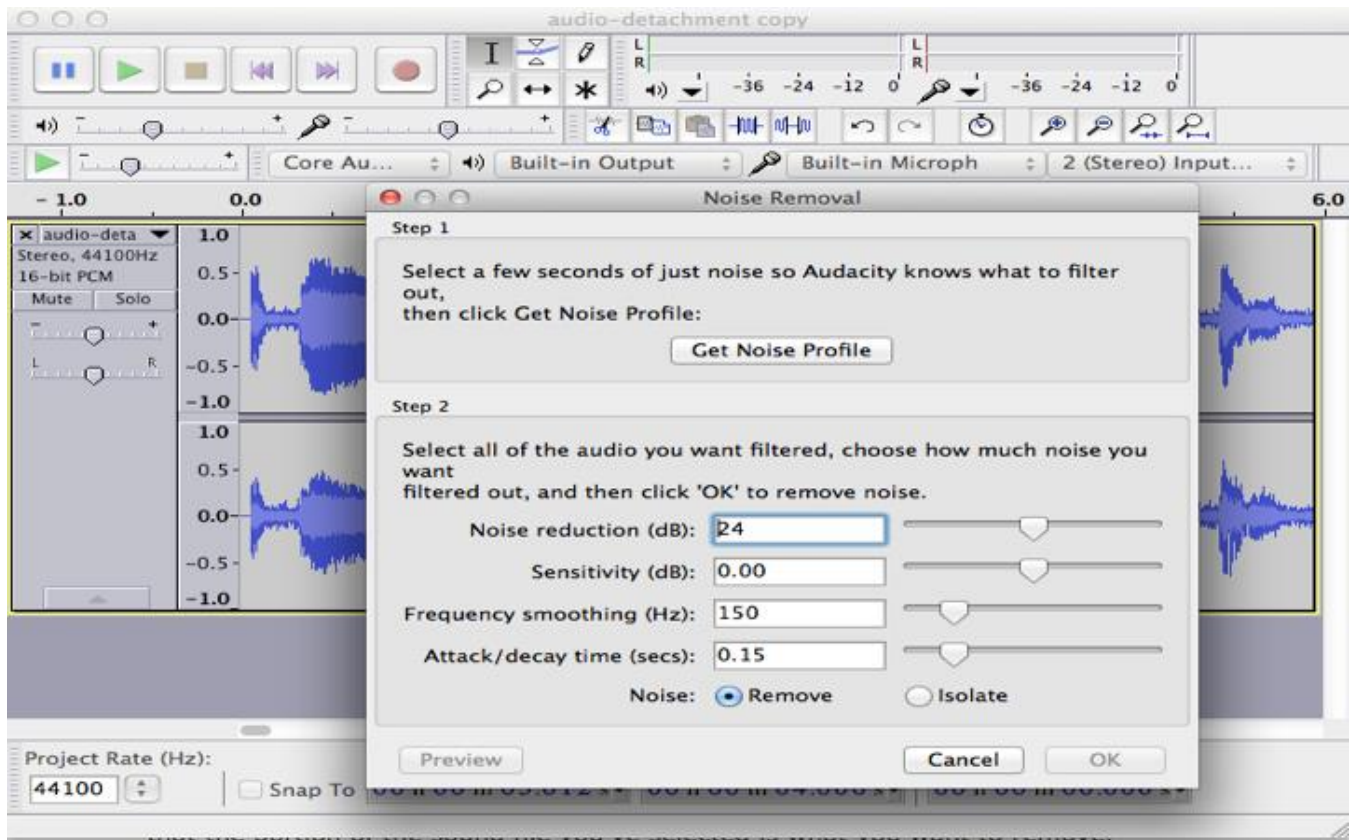 audio-detachment copy
L
R
-36 -24 -12 0
L
R
-36 -24 -12 0
Core Au...
Built-in Output
Built-in Microph
2 (Stereo) Input...
- 1.0
0.0
6.0
audio-deta
Stereo, 44100Hz
16-bit PCM
Mute
Solo
- +
L R
1.0
0.5
0.0
-0.5
-1.0
1.0
0.5
0.0
-0.5
-1.0
Noise Removal
Step 1
Select a few seconds of just noise so Audacity knows what to filter
out,
then click Get Noise Profile:
Get Noise Profile
Step 2
Select all of the audio you want filtered, choose how much noise you
want
filtered out, and then click 'OK' to remove noise.
Noise reduction (dB): 24
Sensitivity (dB): 0.00
Frequency smoothing (Hz): 150
Attack/decay time (secs): 0.15
Noise: Remove Isolate
Preview
Cancel
OK
Project Rate (Hz):
44100
Snap To